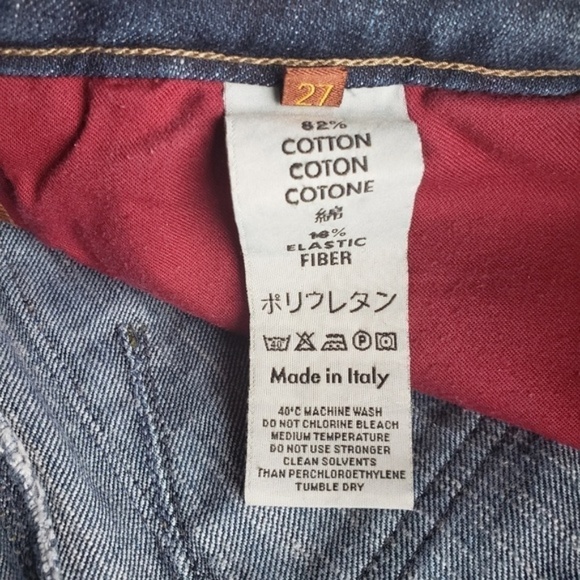 27
82%
COTTON
COTON
COTONE
綿
18%
ELASTIC
FIBER
ポリウレタン
40
P
Made in Italy
40°C MACHINE WASH
DO NOT CHLORINE BLEACH
MEDIUM TEMPERATURE
DO NOT USE STRONGER
CLEAN SOLVENTS
THAN PERCHLOROETHYLENE
TUMBLE DRY